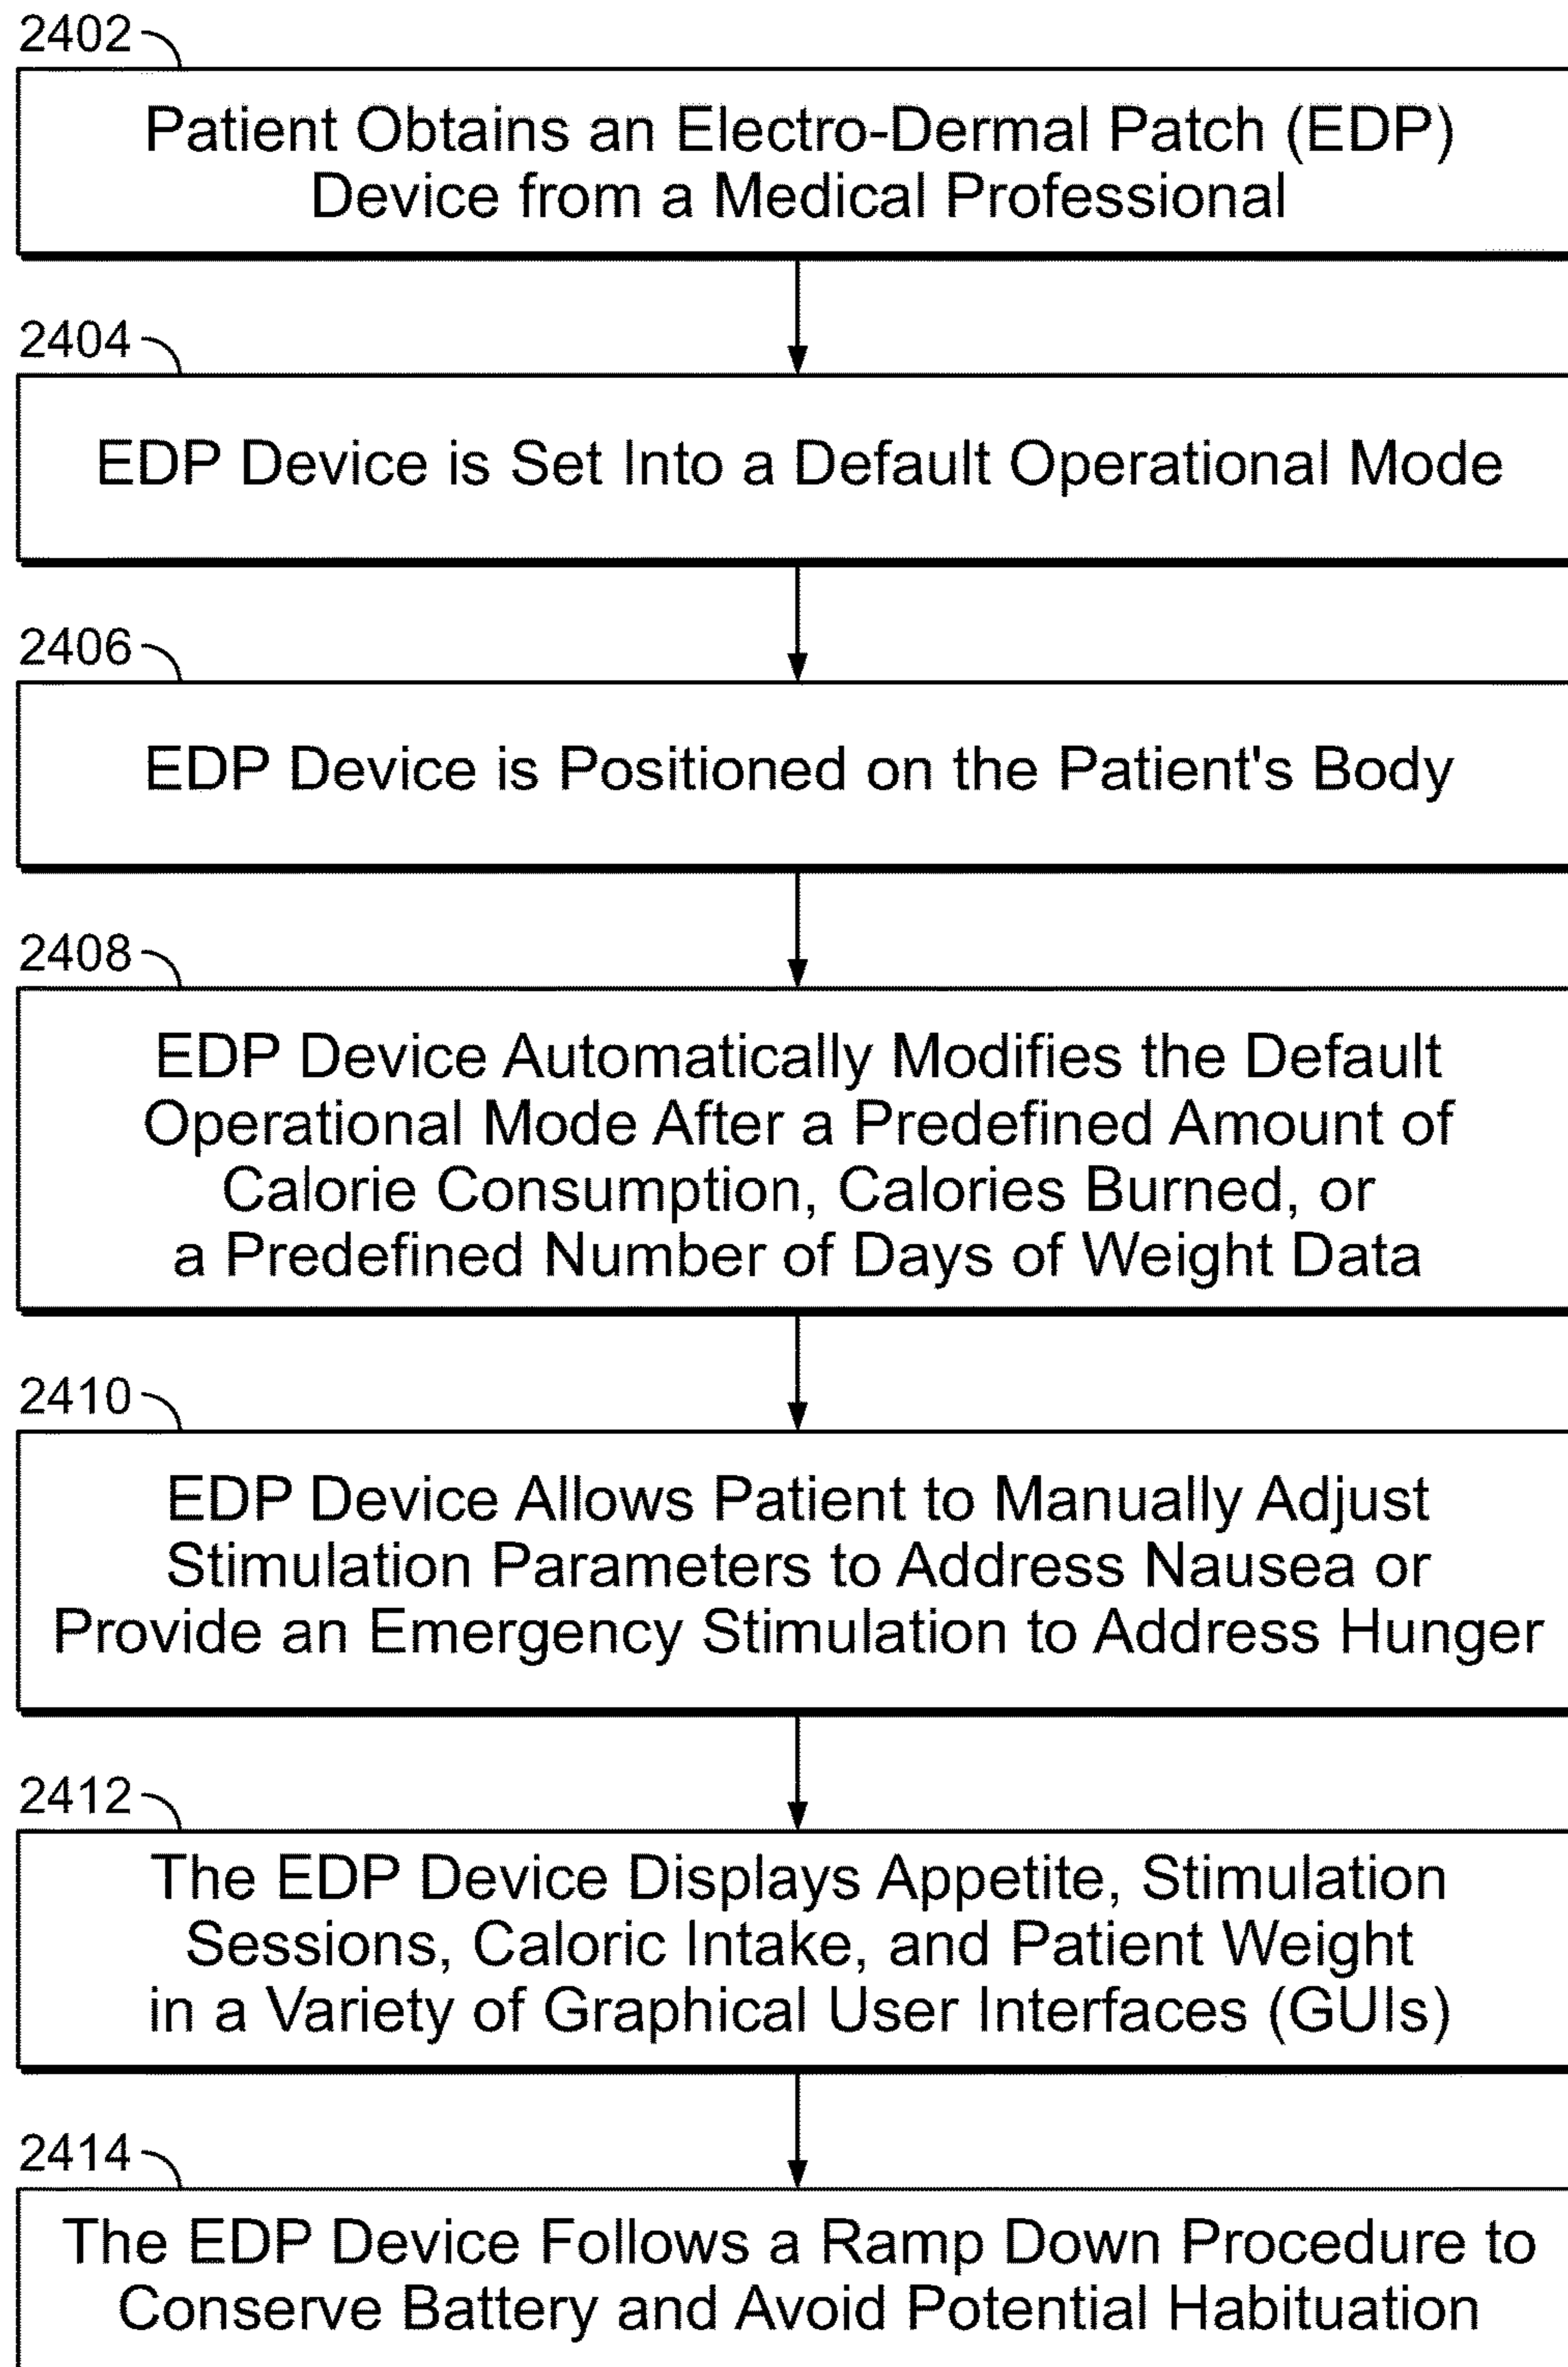 2402
Patient Obtains an Electro-Dermal Patch (EDP)
Device from a Medical Professional
2404
EDP Device is Set Into a Default Operational Mode
2406
EDP Device is Positioned on the Patient's Body
2408
EDP Device Automatically Modifies the Default
Operational Mode After a Predefined Amount of
Calorie Consumption, Calories Burned, or
a Predefined Number of Days of Weight Data
2410
EDP Device Allows Patient to Manually Adjust
Stimulation Parameters to Address Nausea or
Provide an Emergency Stimulation to Address Hunger
2412
The EDP Device Displays Appetite, Stimulation
Sessions, Caloric Intake, and Patient Weight
in a Variety of Graphical User Interfaces (GUIs)
2414
The EDP Device Follows a Ramp Down Procedure to
Conserve Battery and Avoid Potential Habituation